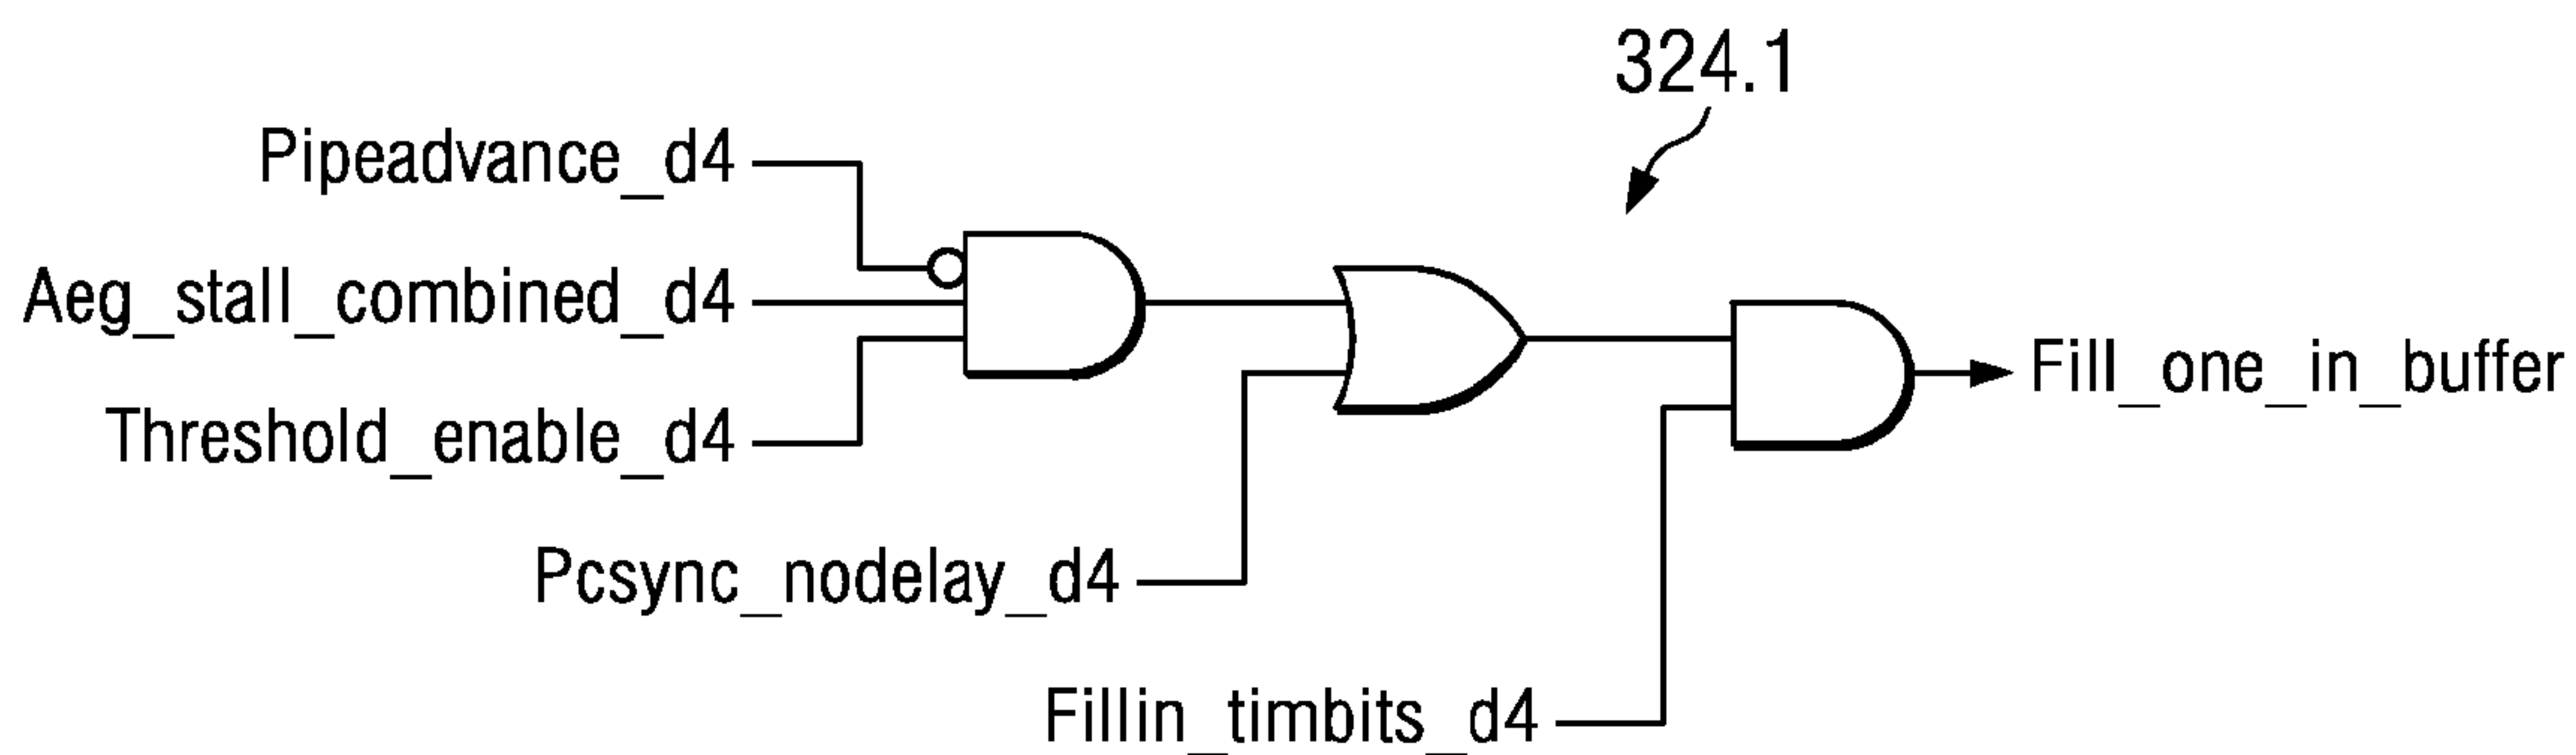 324.1
Pipeadvance_d4
Aeg_stall_combined_d4
Threshold_enable_d4
Fill_one_in_buffer
Pcsync_nodelay_d4
Fillin_timbits_d4